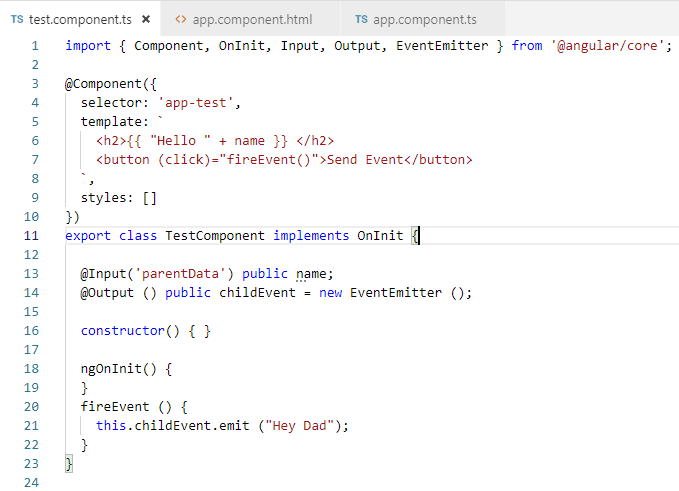 TS test.component.ts × <> app.component.html TS app.component.ts
1 import { Component, OnInit, Input, Output, EventEmitter } from '@angular/core';
2
3 @Component({
4   selector: 'app-test',
5   template: `
6     <h2>{{ "Hello " + name }} </h2>
7     <button (click)="fireEvent()">Send Event</button>
8   `,
9   styles: []
10 })
11 export class TestComponent implements OnInit {
12
13   @Input('parentData') public name;
14   @Output () public childEvent = new EventEmitter ();
15
16   constructor() { }
17
18   ngOnInit() {
19   }
20   fireEvent () {
21     this.childEvent.emit ("Hey Dad");
22   }
23 }
24